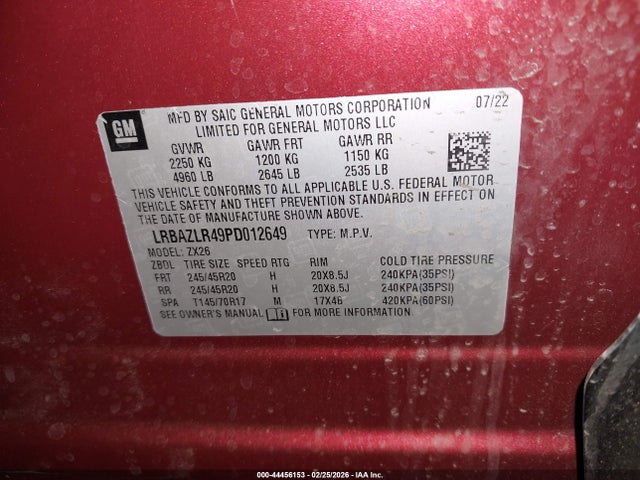 GM
MFD BY SAIC GENERAL MOTORS CORPORATION 07/22
LIMITED FOR GENERAL MOTORS LLC
GVWR GAWR FRT GAWR RR
2250 KG 1200 KG 1150 KG
4960 LB 2645 LB 2535 LB
THIS VEHICLE CONFORMS TO ALL APPLICABLE U.S. FEDERAL MOTOR
VEHICLE SAFETY AND THEFT PREVENTION STANDARDS IN EFFECT ON
THE DATE OF MANUFACTURE SHOWN ABOVE.
LRBAZLR49PD012649 TYPE: M.P.V.
MODEL: ZX26
ZBDL TIRE SIZE SPEED RTG RIM COLD TIRE PRESSURE
FRT 245/45R20 H 20X8.5J 240KPA(35PSI)
RR 245/45R20 H 20X8.5J 240KPA(35PSI)
SPA T145/70R17 M 17X4B 420KPA(60PSI)
SEE OWNER'S MANUAL FOR MORE INFORMATION
000-44456153 - 02/25/2026 - IAA Inc.